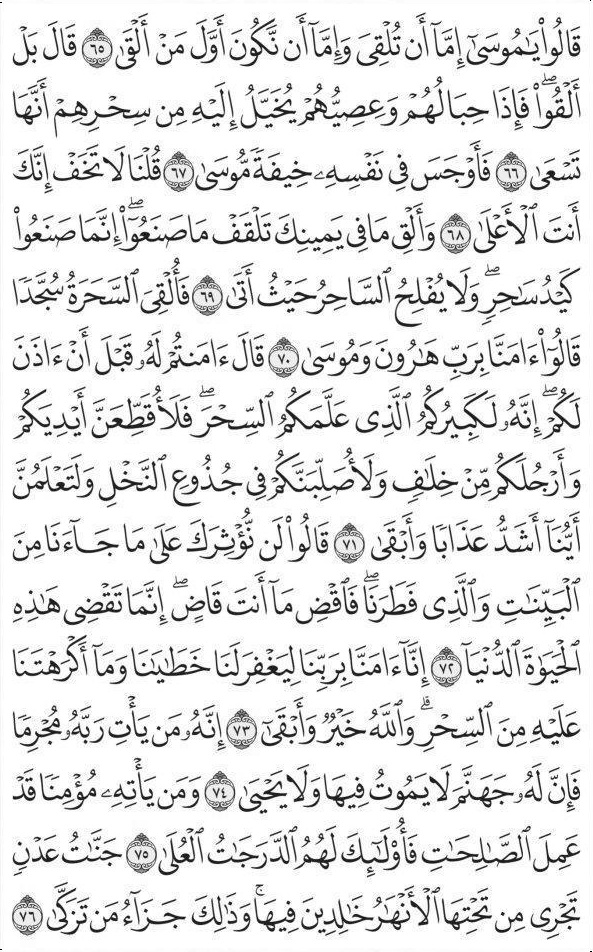 قَالُوا۟ يَـٰمُوسَىٰٓ إِمَّآ أَن تُلْقِىَ وَإِمَّآ أَن نَّكُونَ أَوَّلَ مَنْ أَلْقَىٰ ٦٥ قَالَ بَلْ
أَلْقُوا۟ ۖ فَإِذَا حِبَالُهُمْ وَعِصِيُّهُمْ يُخَيَّلُ إِلَيْهِ مِن سِحْرِهِمْ أَنَّهَا
تَسْعَىٰ ٦٦ فَأَوْجَسَ فِى نَفْسِهِۦ خِيفَةً مُّوسَىٰ ٦٧ قُلْنَا لَا تَخَفْ إِنَّكَ
أَنتَ ٱلْأَعْلَىٰ ٦٨ وَأَلْقِ مَا فِى يَمِينِكَ تَلْقَفْ مَا صَنَعُوٓا۟ ۖ إِنَّمَا صَنَعُوا۟
كَيْدُ سَـٰحِرٍ ۖ وَلَا يُفْلِحُ ٱلسَّاحِرُ حَيْثُ أَتَىٰ ٦٩ فَأُلْقِىَ ٱلسَّحَرَةُ سُجَّدًا
قَالُوٓا۟ ءَامَنَّا بِرَبِّ هَـٰرُونَ وَمُوسَىٰ ٧٠ قَالَ ءَامَنتُمْ لَهُۥ قَبْلَ أَنْ ءَاذَنَ
لَكُمْ ۖ إِنَّهُۥ لَكَبِيرُكُمُ ٱلَّذِى عَلَّمَكُمُ ٱلسِّحْرَ ۖ فَلَأُقَطِّعَنَّ أَيْدِيَكُمْ
وَأَرْجُلَكُم مِّنْ خِلَـٰفٍ وَلَأُصَلِّبَنَّكُمْ فِى جُذُوعِ ٱلنَّخْلِ وَلَتَعْلَمُنَّ
أَيُّنَآ أَشَدُّ عَذَابًا وَأَبْقَىٰ ٧١ قَالُوا۟ لَن نُّؤْثِرَكَ عَلَىٰ مَا جَآءَنَا مِنَ
ٱلْبَيِّنَـٰتِ وَٱلَّذِى فَطَرَنَا ۖ فَٱقْضِ مَآ أَنتَ قَاضٍ ۖ إِنَّمَا تَقْضِى هَـٰذِهِ
ٱلْحَيَوٰةَ ٱلدُّنْيَآ ٧٢ إِنَّآ ءَامَنَّا بِرَبِّنَا لِيَغْفِرَ لَنَا خَطَـٰيَـٰنَا وَمَآ أَكْرَهْتَنَا
عَلَيْهِ مِنَ ٱلسِّحْرِ ۗ وَٱللَّهُ خَيْرٌ وَأَبْقَىٰٓ ٧٣ إِنَّهُۥ مَن يَأْتِ رَبَّهُۥ مُجْرِمًا
فَإِنَّ لَهُۥ جَهَنَّمَ لَا يَمُوتُ فِيهَا وَلَا يَحْيَىٰ ٧٤ وَمَن يَأْتِهِۦ مُؤْمِنًا قَدْ
عَمِلَ ٱلصَّـٰلِحَـٰتِ فَأُو۟لَـٰٓئِكَ لَهُمُ ٱلدَّرَجَـٰتُ ٱلْعُلَىٰ ٧٥ جَنَّـٰتُ عَدْنٍ
تَجْرِى مِن تَحْتِهَا ٱلْأَنْهَـٰرُ خَـٰلِدِينَ فِيهَا ۚ وَذَٰلِكَ جَزَآءُ مَن تَزَكَّىٰ ٧٦